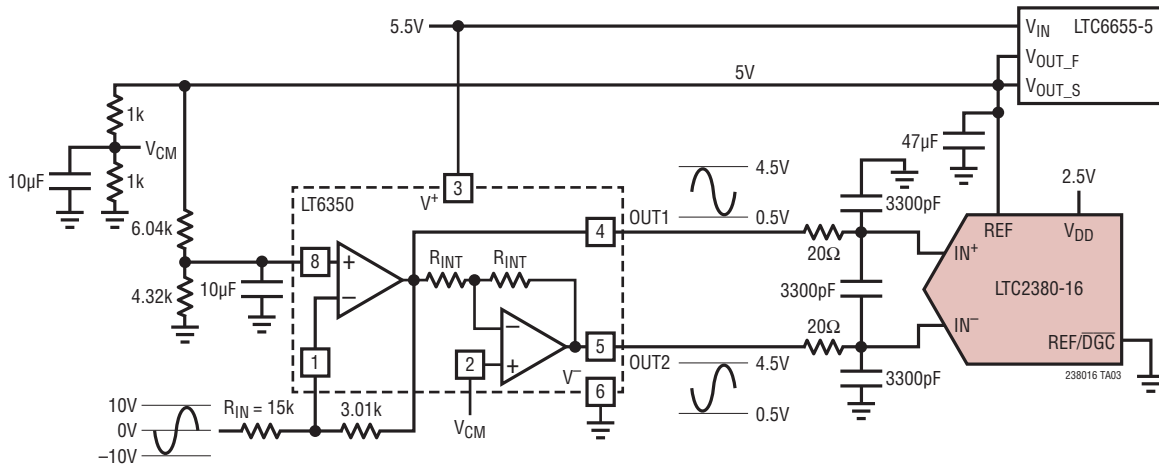 5.5V
V_IN
LTC6655-5
V_OUT_F
5V
V_OUT_S
1k
V_CM
10µF
1k
47µF
3
V+
LT6350
4.5V
0.5V
2.5V
3300pF
6.04k
4
OUT1
REF
V_DD
20Ω
IN+
8
+
R_INT
R_INT
LTC2380-16
4.32k
10µF
–
3300pF
–
20Ω
IN–
REF/DGC
1
2
+
5
OUT2
V–
6
4.5V
0.5V
3300pF
238016 TA03
10V
0V
–10V
R_IN = 15k
3.01k
V_CM